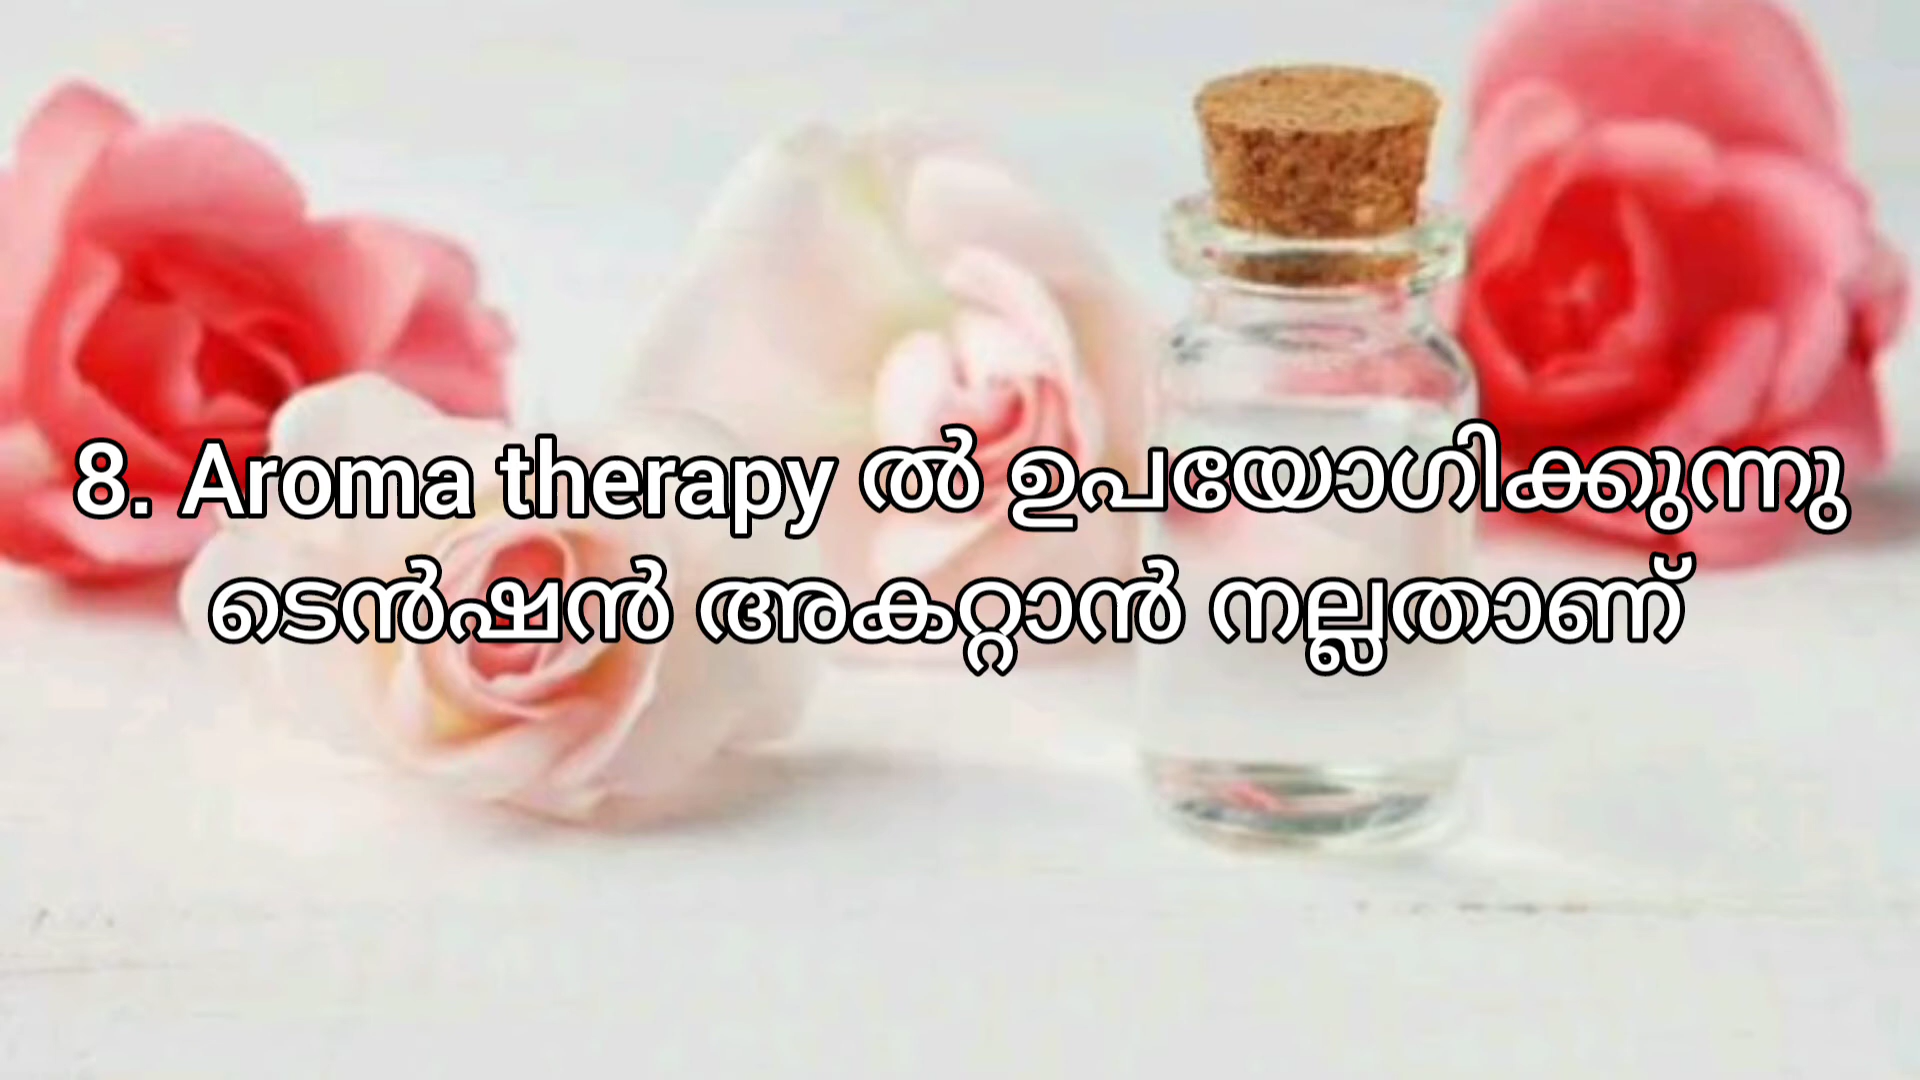 8. Aroma therapy ൽ ഉപയോഗിക്കുന്നു
ടെൻഷൻ അകറ്റാൻ നല്ലതാണ്